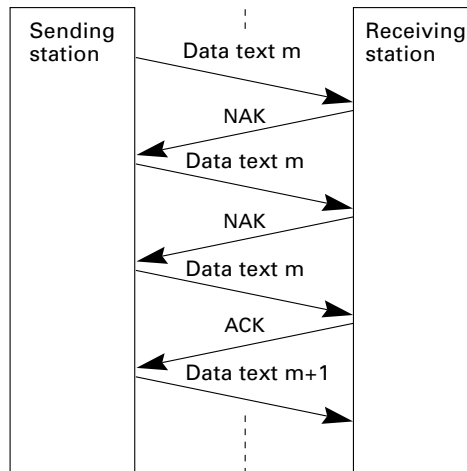 Sending
station
Receiving
station
Data text m
NAK
Data text m
NAK
Data text m
ACK
Data text m+1